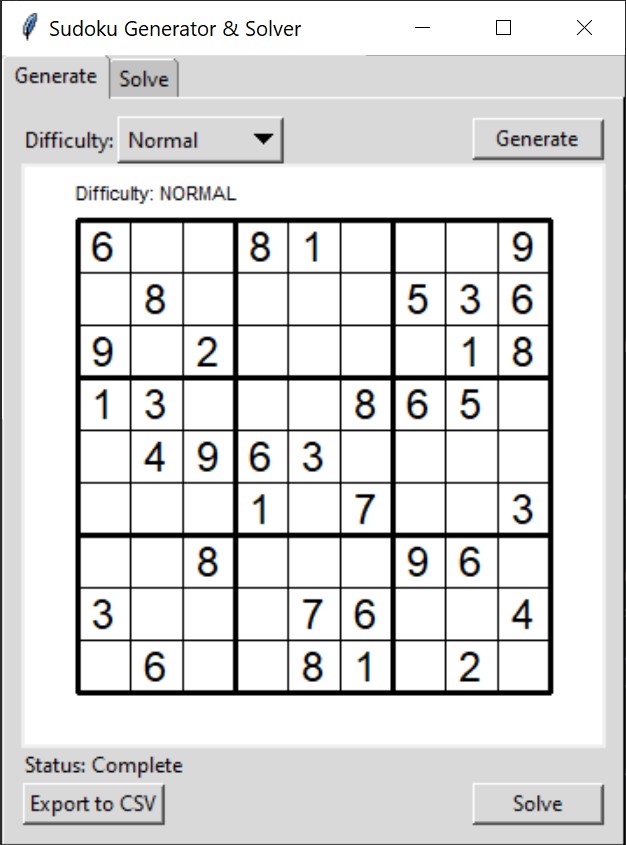 Sudoku Generator & Solver
Generate Solve
Difficulty: Normal Generate
Difficulty: NORMAL
6 8 1 9
8 5 3 6
9 2 1 8
1 3 8 6 5
4 9 6 3
1 7 3
8 9 6
3 7 6 4
6 8 1 2
Status: Complete
Export to CSV Solve